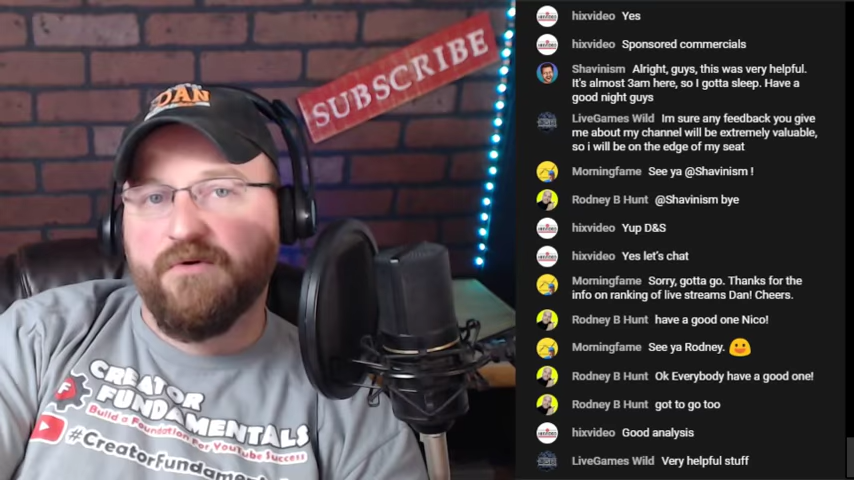 SUBSCRIBE
DAN
CREATOR
FUNDAMENTALS
Build a Foundation For YouTube Success
hixvideo Yes
hixvideo Sponsored commercials
Shavinism Alright, guys, this was very helpful.
It's almost 3am here, so I gotta sleep. Have a
good night guys
LiveGames Wild Im sure any feedback you give
me about my channel will be extremely valuable,
so i will be on the edge of my seat
Morningfame See ya @Shavinism !
Rodney B Hunt @Shavinism bye
hixvideo Yup D&S
hixvideo Yes let's chat
Morningfame Sorry, gotta go. Thanks for the
info on ranking of live streams Dan! Cheers.
Rodney B Hunt have a good one Nico!
Morningfame See ya Rodney. 😃
Rodney B Hunt Ok Everybody have a good one!
Rodney B Hunt got to go too
hixvideo Good analysis
LiveGames Wild Very helpful stuff